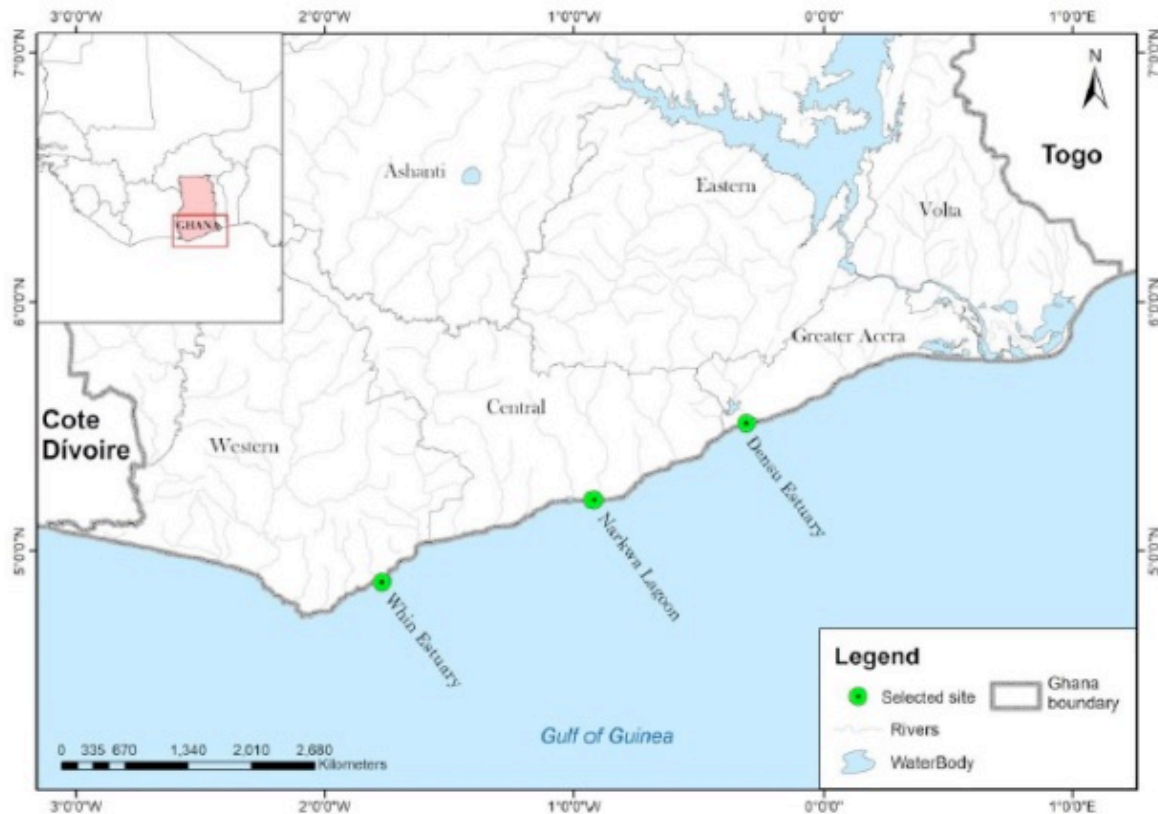 3°0'0"W
2°0'0"W
1°0'0"W
0°0'0"
1°0'0"E
7°0'0"N
7°0'0"N
N
Togo
Ashanti
Eastern
Volta
GHANA
6°0'0"N
6°0'0"N
Greater Accra
Central
Cote
Dívoire
Western
Densu Estuary
Narkwa Lagoon
5°0'0"N
5°0'0"N
Whin Estuary
Legend
Selected site
Ghana
boundary
Rivers
WaterBody
Gulf of Guinea
0 335 670 1,340 2,010 2,680
Kilometers
3°0'0"W
2°0'0"W
1°0'0"W
0°0'0"
1°0'0"E